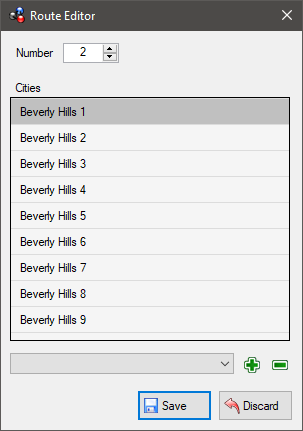 Route Editor
Number 2
Cities
Beverly Hills 1
Beverly Hills 2
Beverly Hills 3
Beverly Hills 4
Beverly Hills 5
Beverly Hills 6
Beverly Hills 7
Beverly Hills 8
Beverly Hills 9
Save Discard